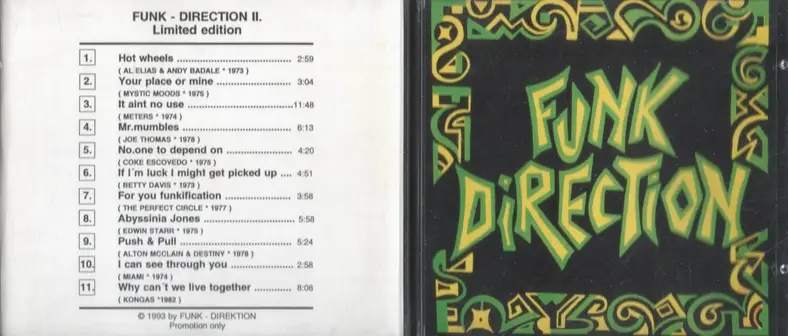 FUNK - DIRECTION II.
Limited edition
1. Hot wheels ........................................ 2:59
( AL ELIAS & ANDY BADALE * 1973 )
2. Your place or mine .......................... 3:04
( MYSTIC MOODS * 1975 )
3. It aint no use .....................................11:48
( METERS * 1974 )
4. Mr.mumbles ...................................... 6:13
( JOE THOMAS * 1978 )
5. No.one to depend on ....................... 4:20
( COKE ESCOVEDO * 1975 )
6. If I´m luck I might get picked up .... 4:51
( BETTY DAVIS * 1973 )
7. For you funkification ....................... 3:58
( THE PERFECT CIRCLE * 1977 )
8. Abyssinia Jones ............................... 5:58
( EDWIN STARR * 1975 )
9. Push & Pull ....................................... 5:24
( ALTON MCCLAIN & DESTINY * 1978 )
10. I can see through you ..................... 2:58
( MIAMI * 1974 )
11. Why can´t we live together ............. 8:08
( KONGAS *1982 )
© 1993 by FUNK - DIREKTION
Promotion only
FUNK
DiRECTiON